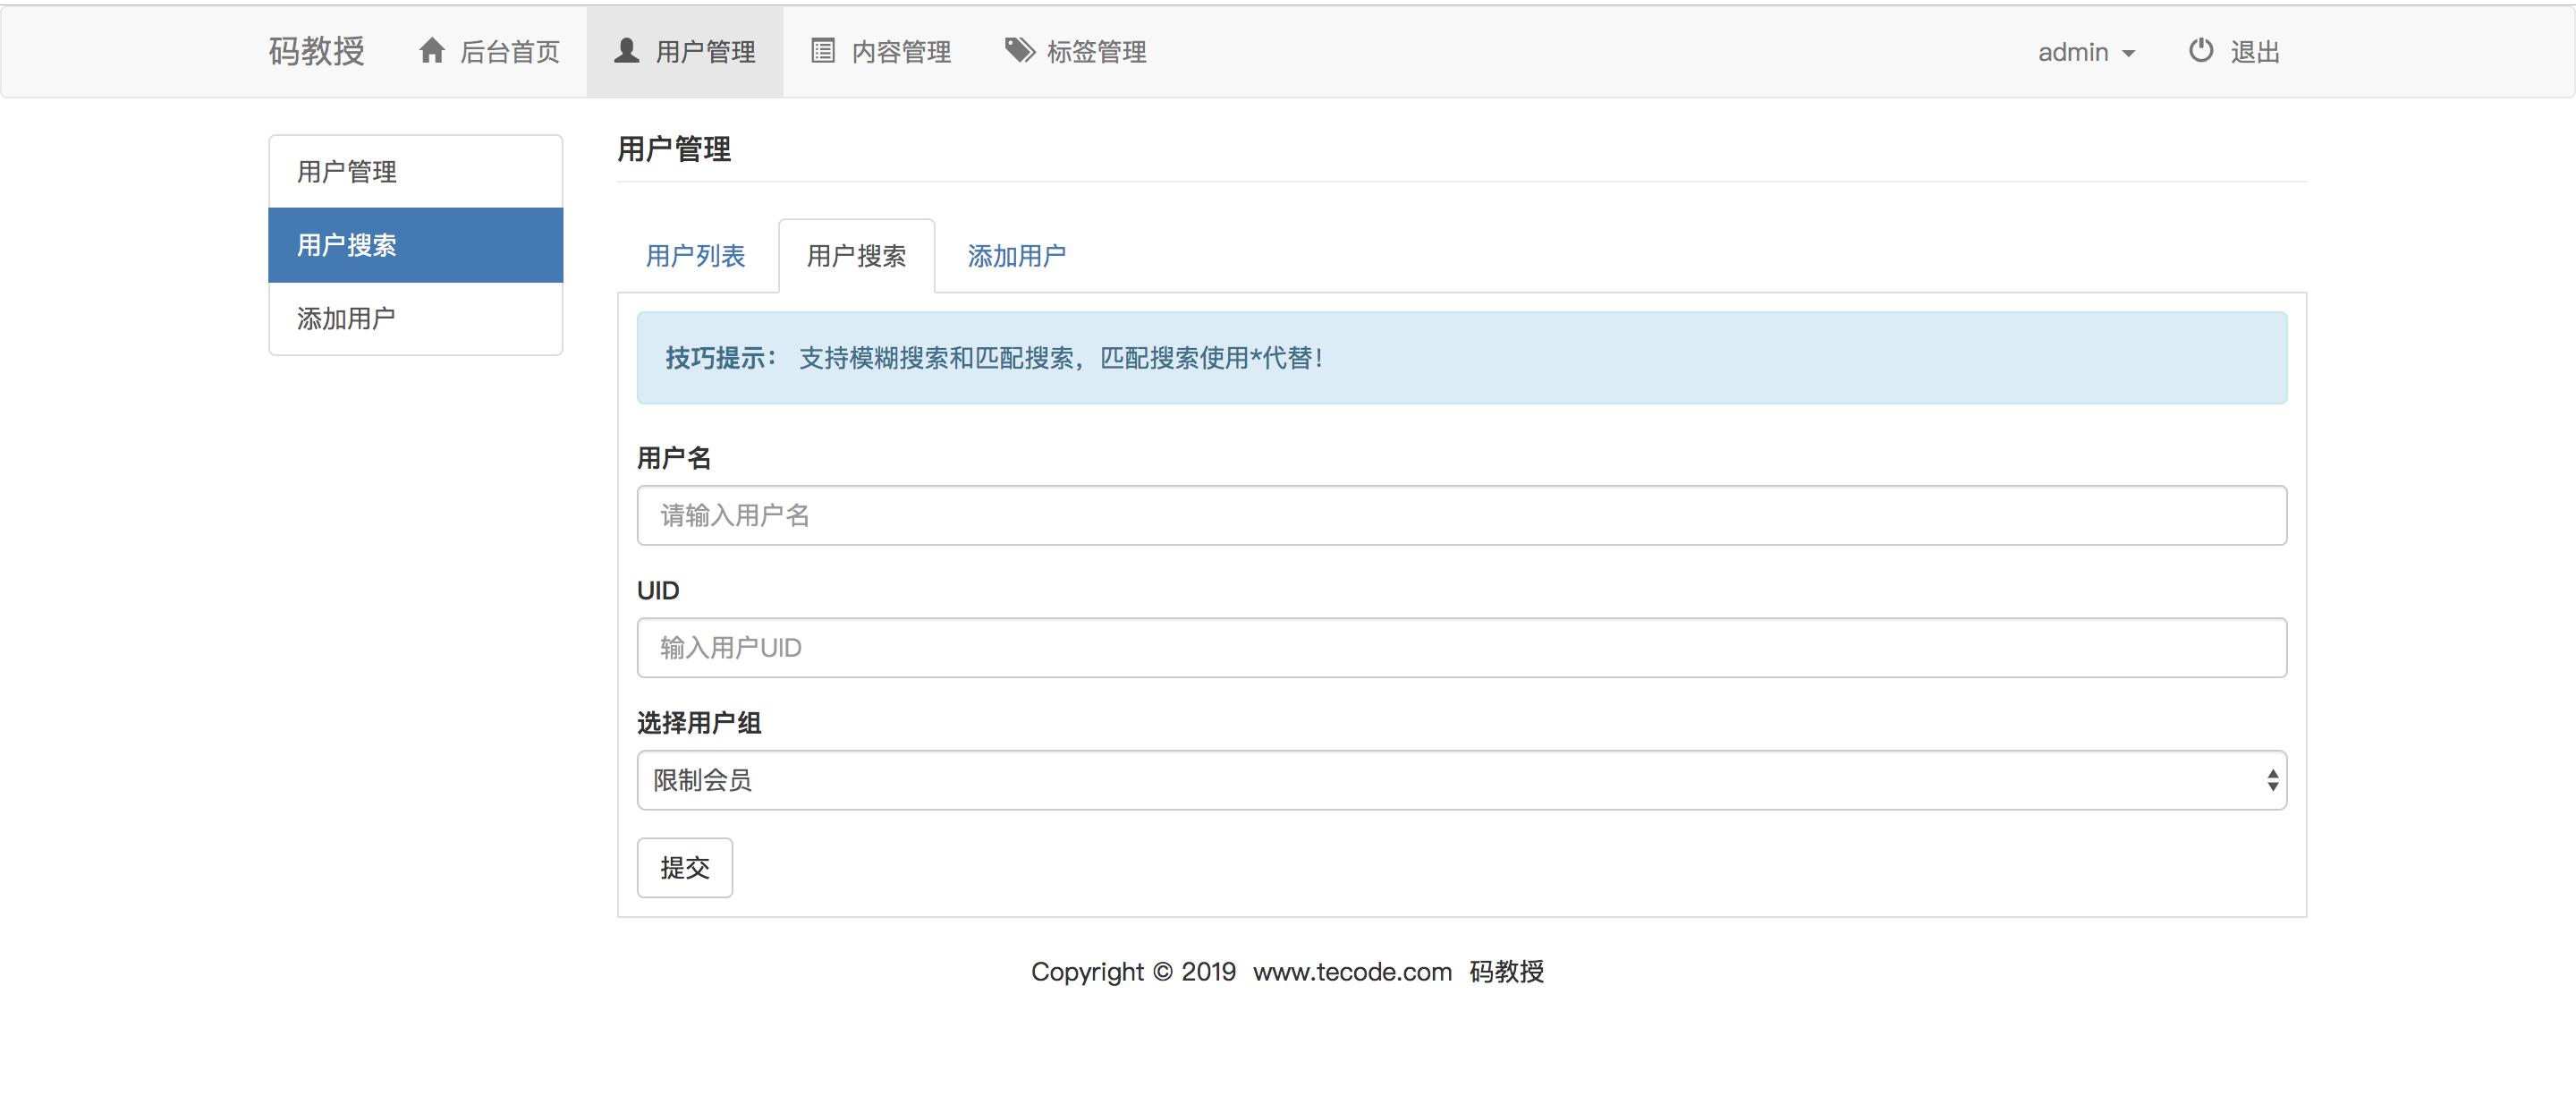 码教授 后台首页 用户管理 内容管理 标签管理 admin 退出
用户管理
用户搜索
添加用户
用户管理
用户列表 用户搜索 添加用户
技巧提示： 支持模糊搜索和匹配搜索，匹配搜索使用*代替！
用户名
请输入用户名
UID
输入用户UID
选择用户组
限制会员
提交
Copyright © 2019 www.tecode.com 码教授